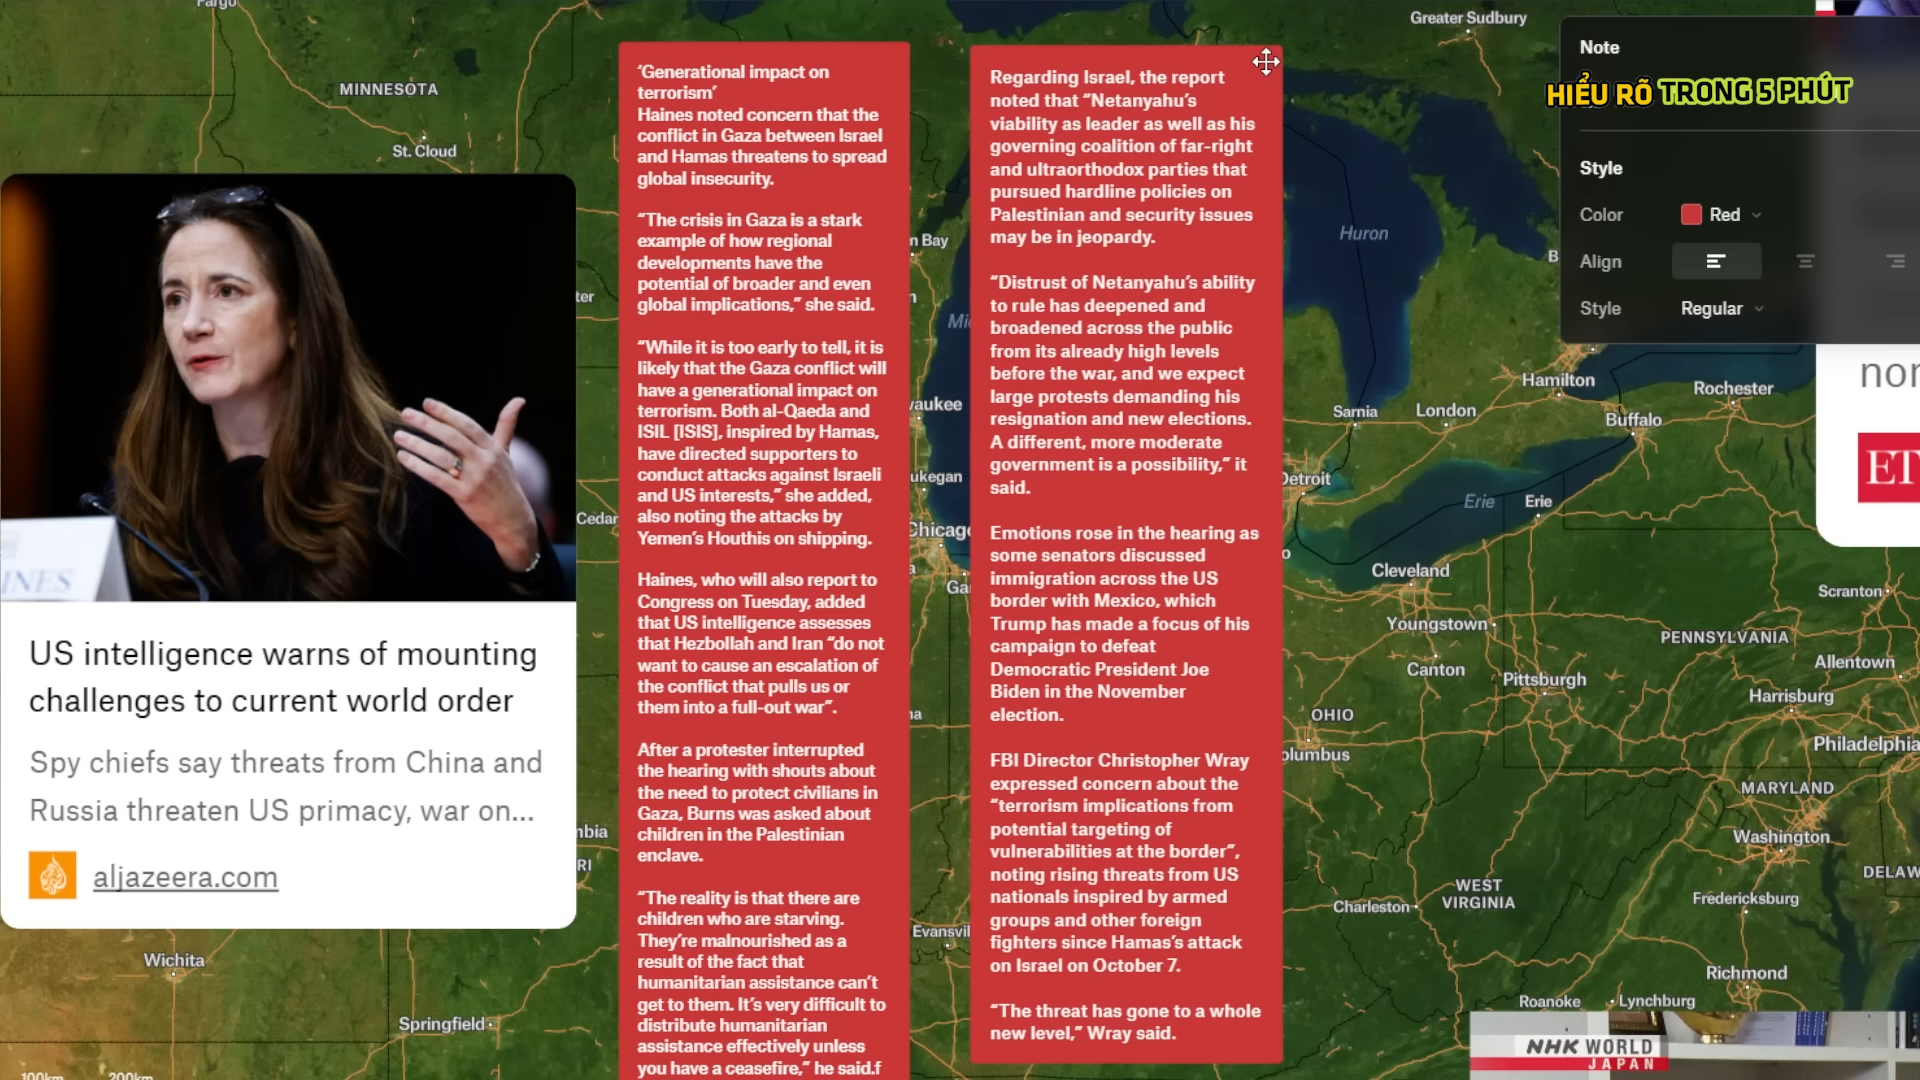 Fargo
MINNESOTA
St. Cloud
INES
US intelligence warns of mounting
challenges to current world order
Spy chiefs say threats from China and
Russia threaten US primacy, war on...
aljazeera.com
Wichita
Springfield
100km
200km
‘Generational impact on
terrorism’
Haines noted concern that the
conflict in Gaza between Israel
and Hamas threatens to spread
global insecurity.
“The crisis in Gaza is a stark
example of how regional
developments have the
potential of broader and even
global implications,” she said.
“While it is too early to tell, it is
likely that the Gaza conflict will
have a generational impact on
terrorism. Both al-Qaeda and
ISIL [ISIS], inspired by Hamas,
have directed supporters to
conduct attacks against Israeli
and US interests,” she added,
also noting the attacks by
Yemen’s Houthis on shipping.
Haines, who will also report to
Congress on Tuesday, added
that US intelligence assesses
that Hezbollah and Iran “do not
want to cause an escalation of
the conflict that pulls us or
them into a full-out war”.
After a protester interrupted
the hearing with shouts about
the need to protect civilians in
Gaza, Burns was asked about
children in the Palestinian
enclave.
“The reality is that there are
children who are starving.
They’re malnourished as a
result of the fact that
humanitarian assistance can’t
get to them. It’s very difficult to
distribute humanitarian
assistance effectively unless
you have a ceasefire,” he said.f
Regarding Israel, the report
noted that “Netanyahu’s
viability as leader as well as his
governing coalition of far-right
and ultraorthodox parties that
pursued hardline policies on
Palestinian and security issues
may be in jeopardy.
“Distrust of Netanyahu’s ability
to rule has deepened and
broadened across the public
from its already high levels
before the war, and we expect
large protests demanding his
resignation and new elections.
A different, more moderate
government is a possibility,” it
said.
Emotions rose in the hearing as
some senators discussed
immigration across the US
border with Mexico, which
Trump has made a focus of his
campaign to defeat
Democratic President Joe
Biden in the November
election.
FBI Director Christopher Wray
expressed concern about the
“terrorism implications from
potential targeting of
vulnerabilities at the border”,
noting rising threats from US
nationals inspired by armed
groups and other foreign
fighters since Hamas’s attack
on Israel on October 7.
“The threat has gone to a whole
new level,” Wray said.
ter
Cedar
mbia
RI
n Bay
n
Mi
vaukee
ukegan
Chicag
a
Ga
na
Evansvil
Greater Sudbury
Huron
B
Hamilton
Rochester
Sarnia
London
Buffalo
Detroit
Erie
Erie
o
Cleveland
Scranton
Youngstown
PENNSYLVANIA
Canton
Pittsburgh
Allentown
Harrisburg
OHIO
olumbus
Philadelphia
MARYLAND
Washington
DELAW
WEST
VIRGINIA
Charleston
Fredericksburg
Richmond
Roanoke
Lynchburg
Note
HIỂU RÕ TRONG 5 PHÚT
Style
Color
Red
Align
Style
Regular
nor
ET
NHK WORLD
JAPAN